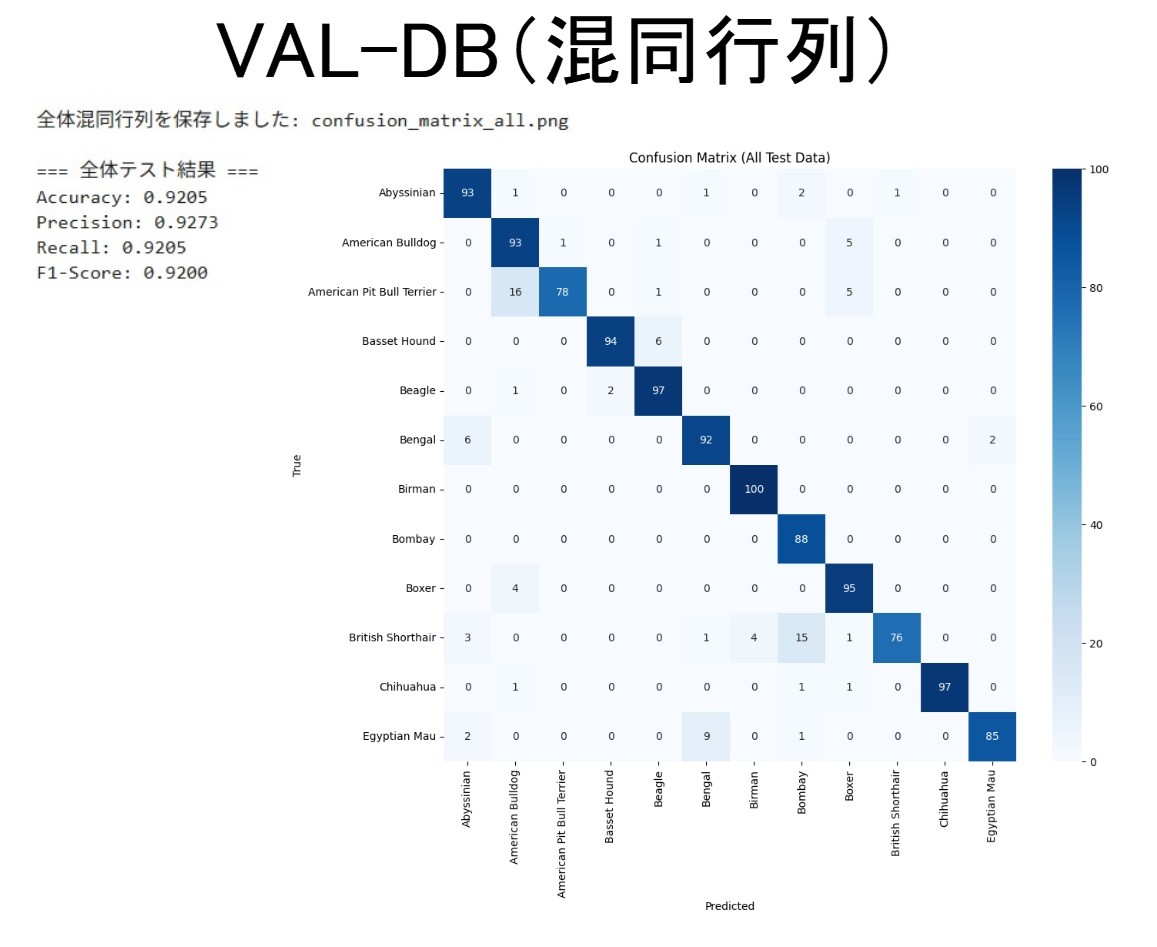 VAL-DB(混同行列)
全体混同行列を保存しました: confusion_matrix_all.png
=== 全体テスト結果 ===
Accuracy: 0.9205
Precision: 0.9273
Recall: 0.9205
F1-Score: 0.9200
Confusion Matrix (All Test Data)
Abyssinian 93 1 0 0 0 1 0 2 0 1 0 0
American Bulldog 0 93 1 0 1 0 0 0 5 0 0 0
American Pit Bull Terrier 0 16 78 0 1 0 0 0 5 0 0 0
Basset Hound 0 0 0 94 6 0 0 0 0 0 0 0
Beagle 0 1 0 2 97 0 0 0 0 0 0 0
Bengal 6 0 0 0 0 92 0 0 0 0 0 2
Birman 0 0 0 0 0 0 100 0 0 0 0 0
Bombay 0 0 0 0 0 0 0 88 0 0 0 0
Boxer 0 4 0 0 0 0 0 0 95 0 0 0
British Shorthair 3 0 0 0 0 1 4 15 1 76 0 0
Chihuahua 0 1 0 0 0 0 0 1 1 0 97 0
Egyptian Mau 2 0 0 0 0 9 0 1 0 0 0 85
True
Abyssinian
American Bulldog
American Pit Bull Terrier
Basset Hound
Beagle
Bengal
Birman
Bombay
Boxer
British Shorthair
Chihuahua
Egyptian Mau
Predicted
100
80
60
40
20
0